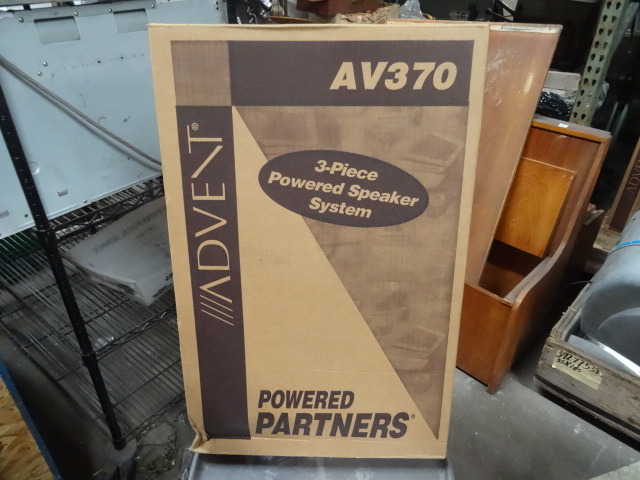 AV370
///ADVENT®
3-Piece
Powered Speaker
System
POWERED
PARTNERS®